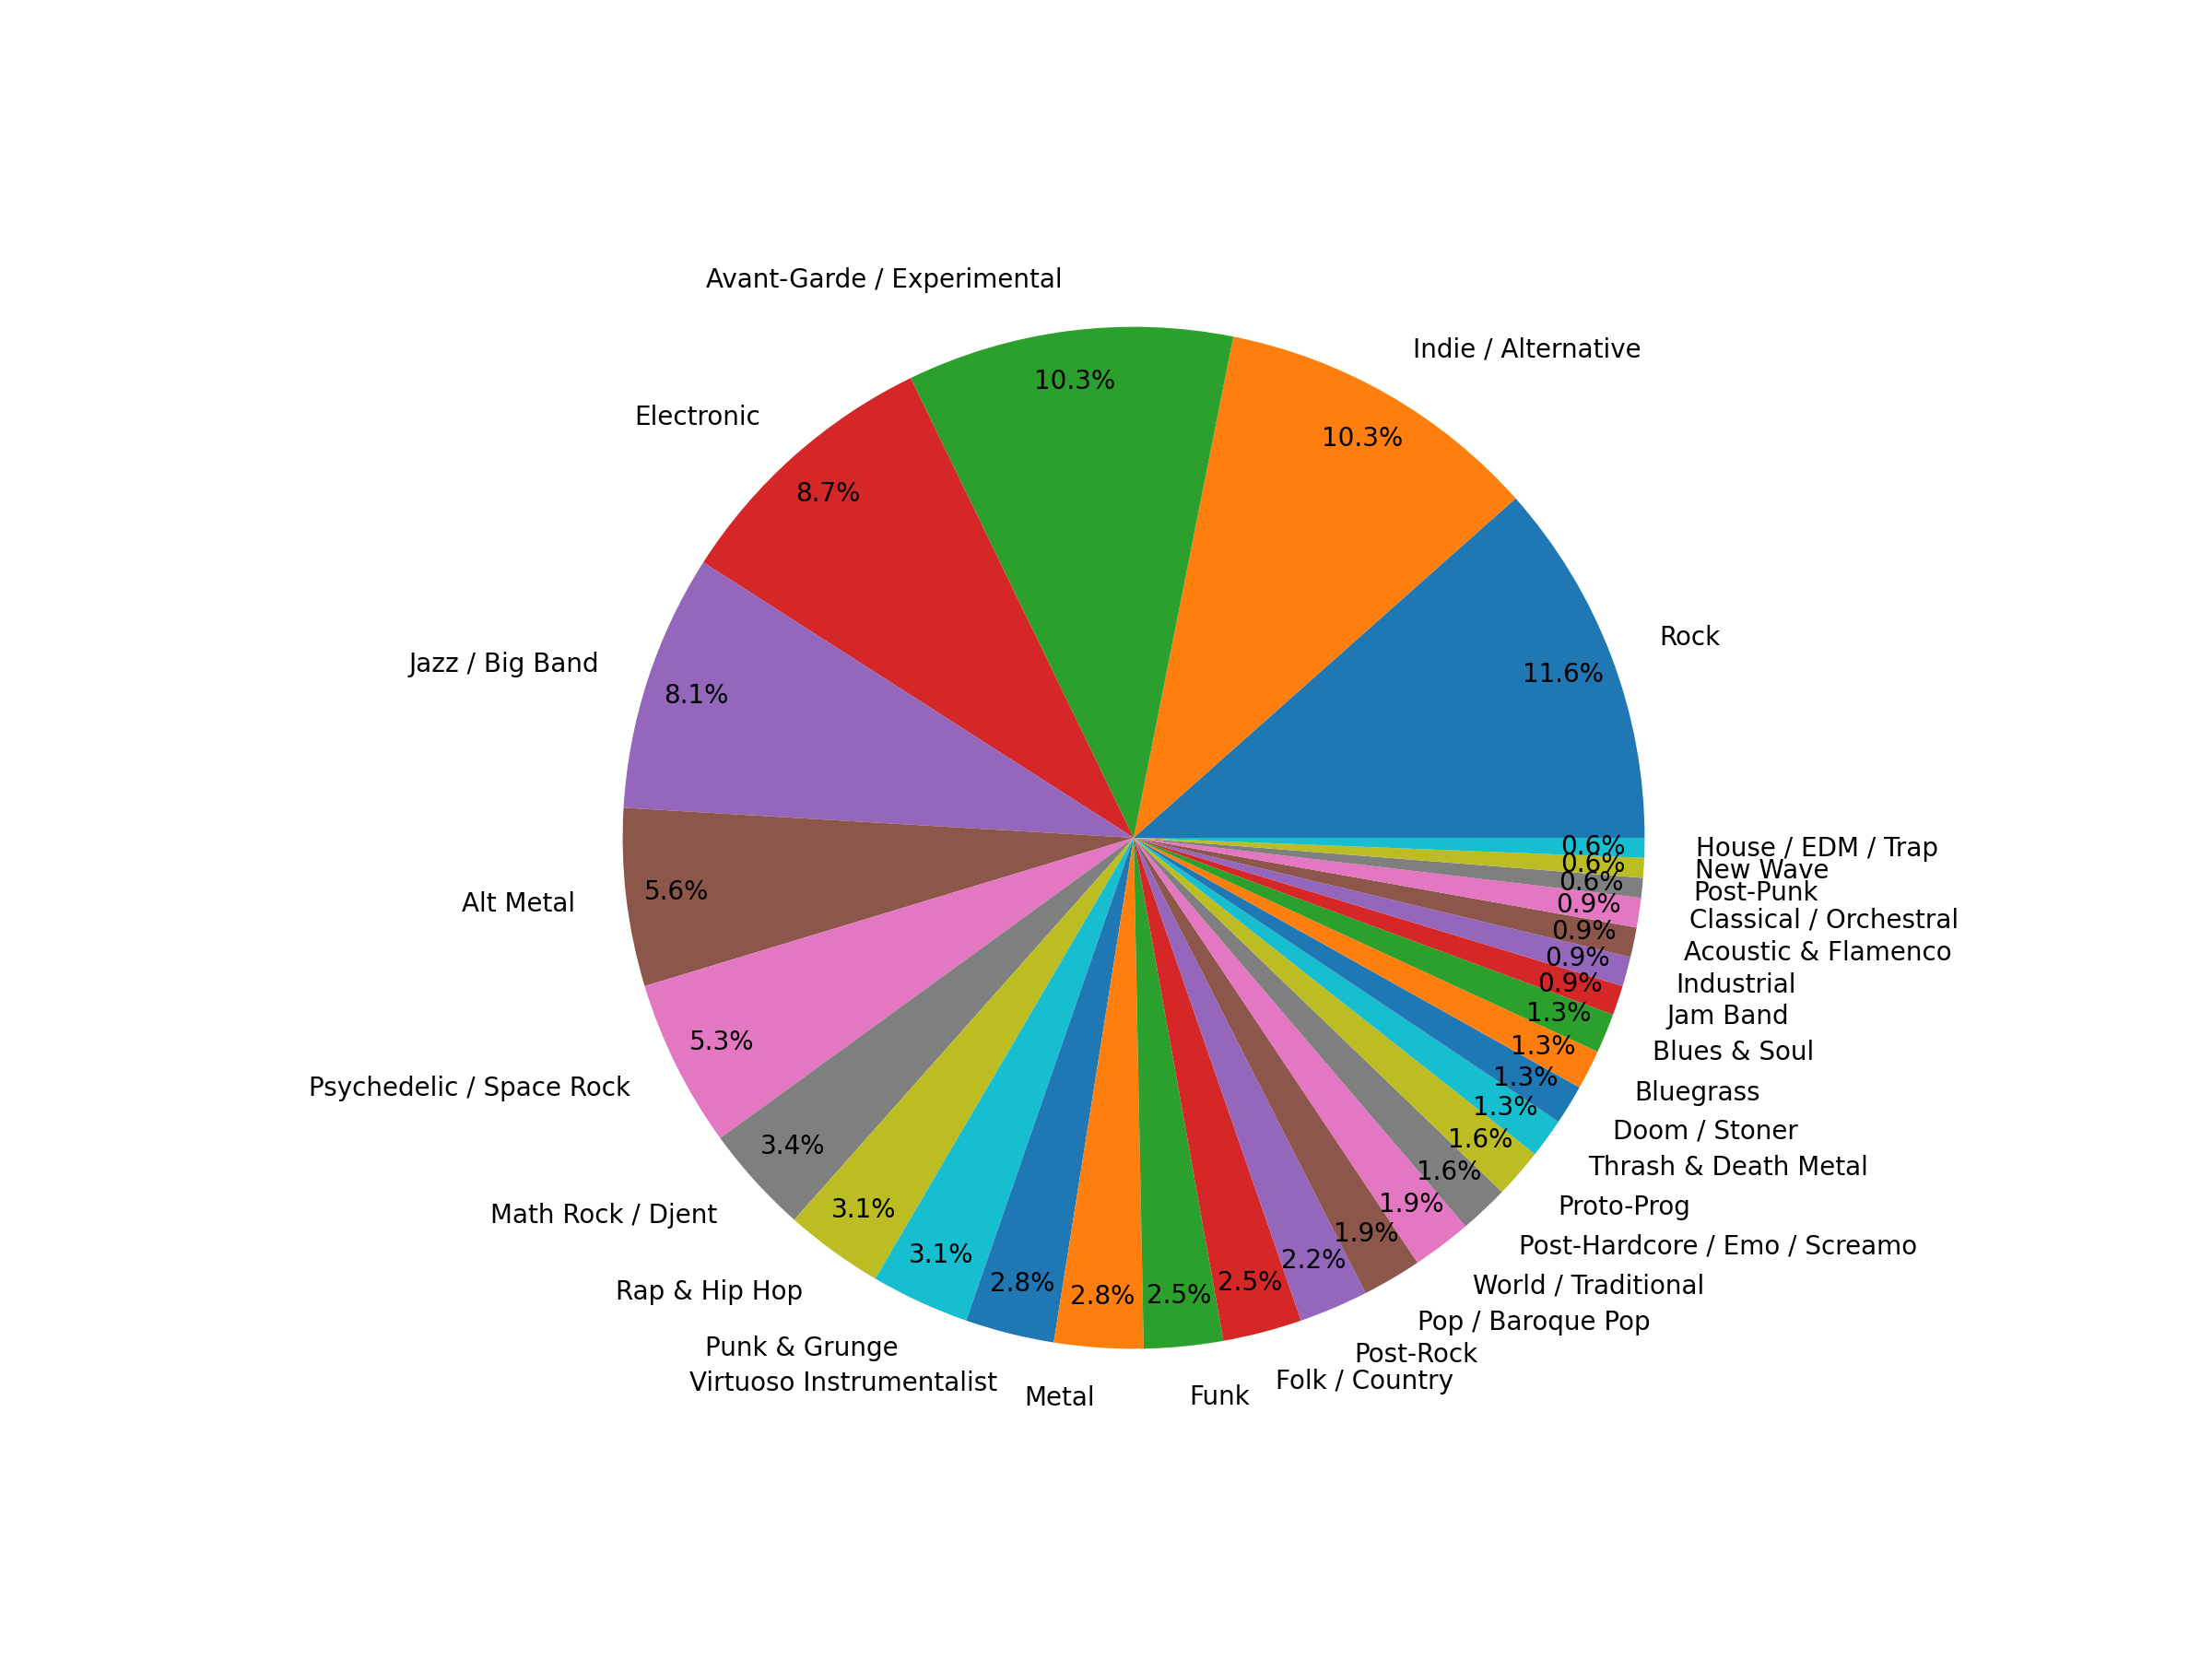 Avant-Garde / Experimental
Indie / Alternative
10.3%
Electronic
10.3%
8.7%
Rock
Jazz / Big Band
11.6%
8.1%
House / EDM / Trap
0.6%
New Wave
0.6%
Post-Punk
0.6%
Alt Metal
5.6%
Classical / Orchestral
0.9%
Acoustic & Flamenco
0.9%
Industrial
0.9%
Jam Band
0.9%
Blues & Soul
1.3%
Bluegrass
1.3%
Doom / Stoner
1.3%
Thrash & Death Metal
1.3%
Proto-Prog
1.6%
Post-Hardcore / Emo / Screamo
1.6%
World / Traditional
1.9%
Pop / Baroque Pop
1.9%
Post-Rock
2.2%
Folk / Country
2.5%
Funk
2.5%
Metal
2.8%
Virtuoso Instrumentalist
2.8%
Punk & Grunge
3.1%
Rap & Hip Hop
3.1%
Math Rock / Djent
3.4%
Psychedelic / Space Rock
5.3%